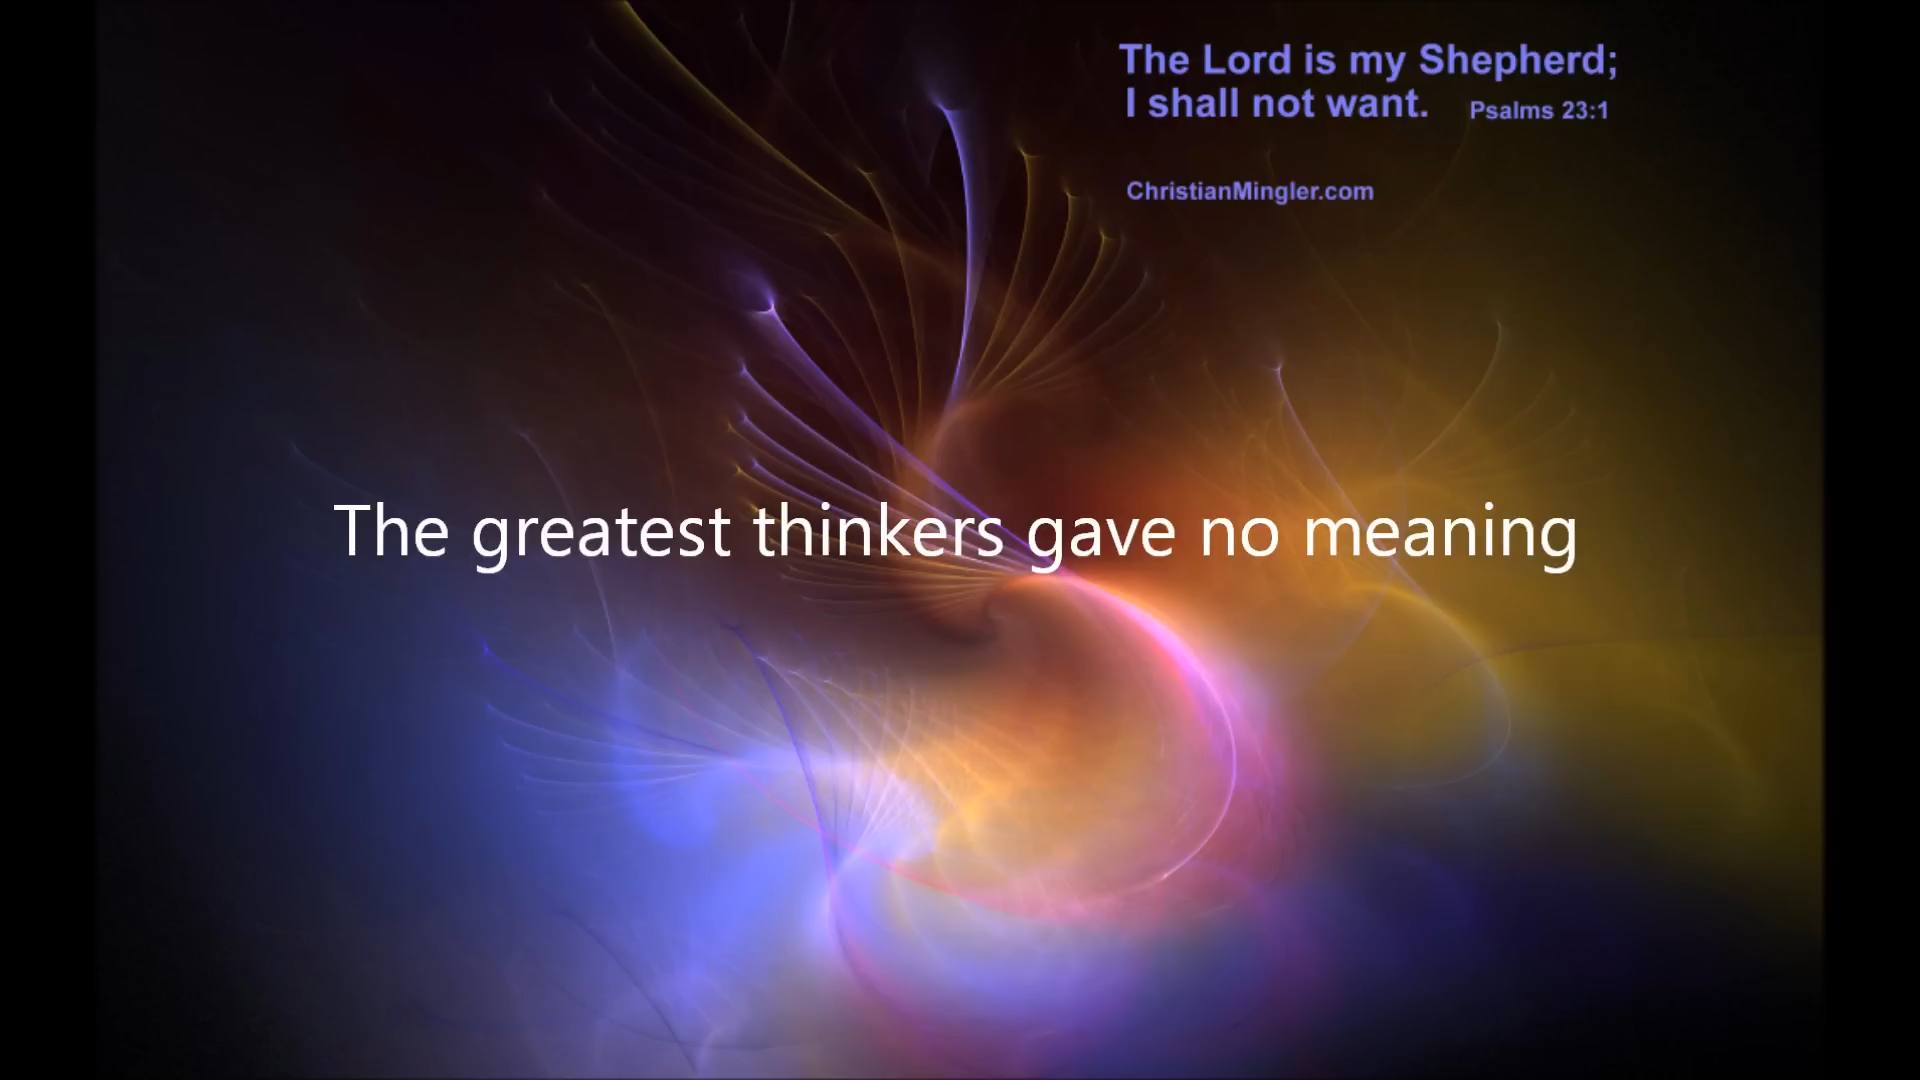 The Lord is my Shepherd;
I shall not want. Psalms 23:1
ChristianMingler.com
The greatest thinkers gave no meaning